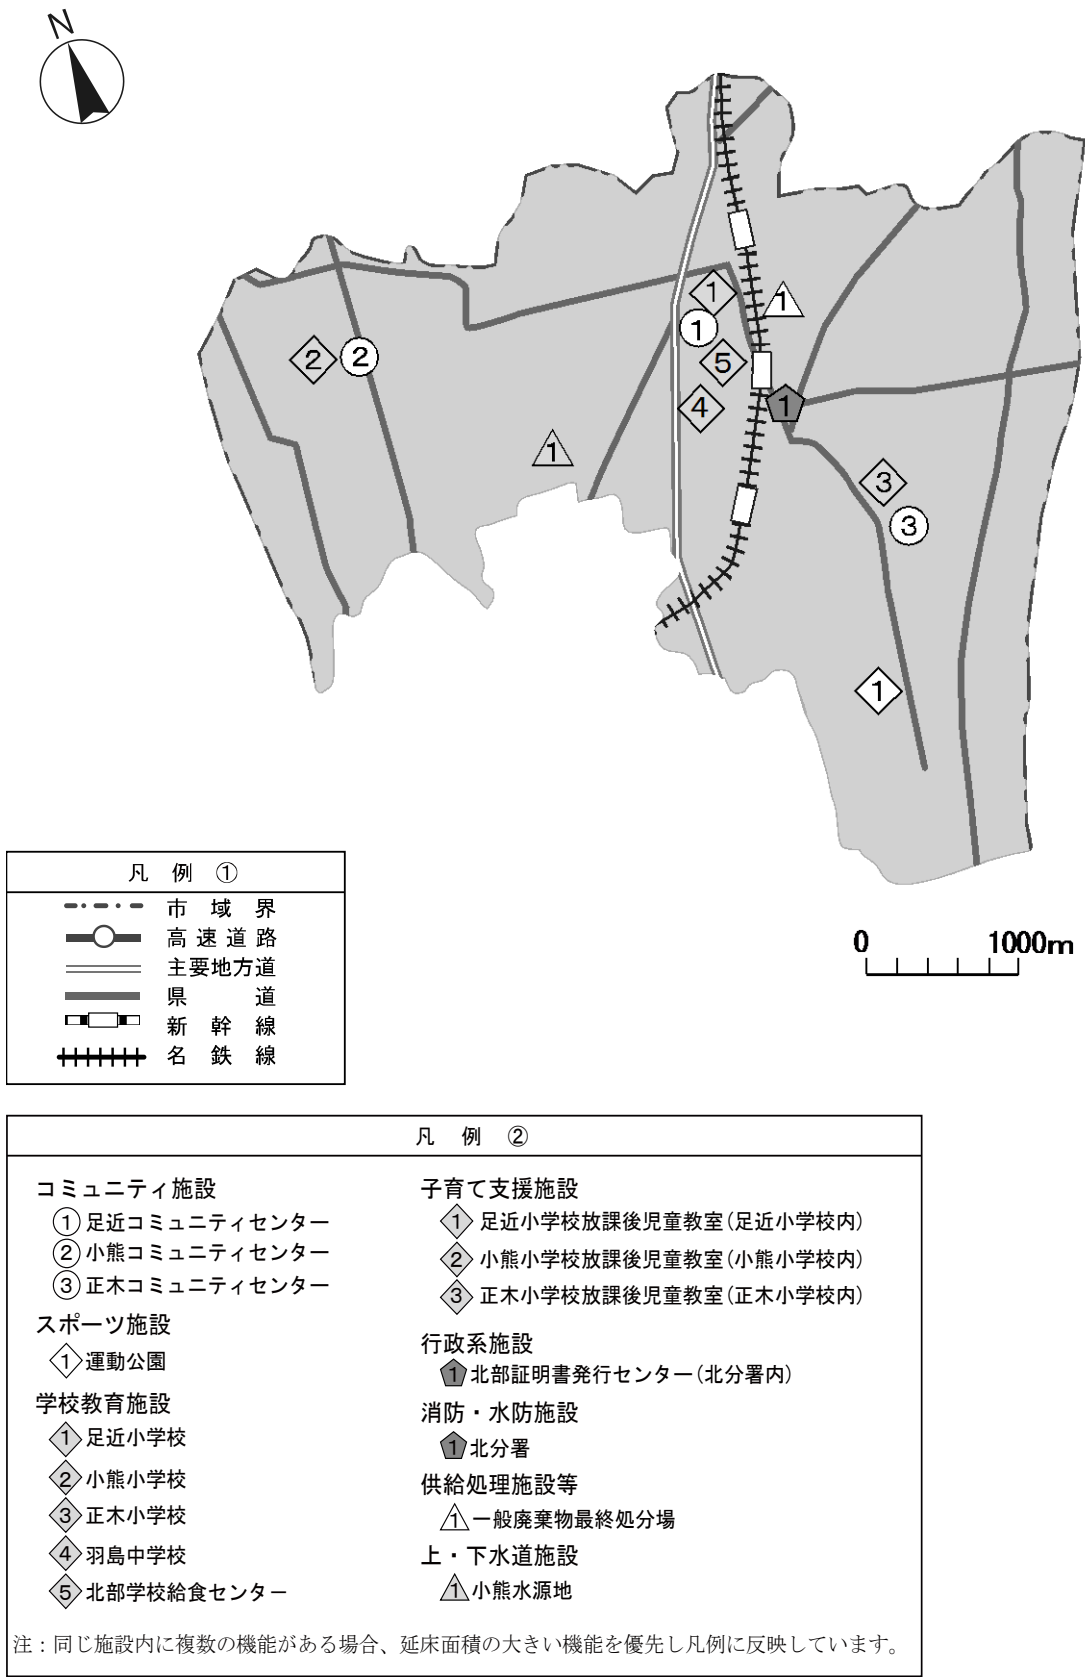 N
1
1
1
1
5
4
1
2
2
1
3
3
1
0 1000m
凡 例 ①
市 域 界
高 速 道 路
主要地方道
県 道
新 幹 線
名 鉄 線
凡 例 ②
コミュニティ施設
① 足近コミュニティセンター
② 小熊コミュニティセンター
③ 正木コミュニティセンター
スポーツ施設
1 運動公園
学校教育施設
1 足近小学校
2 小熊小学校
3 正木小学校
4 羽島中学校
5 北部学校給食センター
子育て支援施設
1 足近小学校放課後児童教室(足近小学校内)
2 小熊小学校放課後児童教室(小熊小学校内)
3 正木小学校放課後児童教室(正木小学校内)
行政系施設
1 北部証明書発行センター(北分署内)
消防・水防施設
1 北分署
供給処理施設等
1 一般廃棄物最終処分場
上・下水道施設
1 小熊水源地
注：同じ施設内に複数の機能がある場合、延床面積の大きい機能を優先し凡例に反映しています。